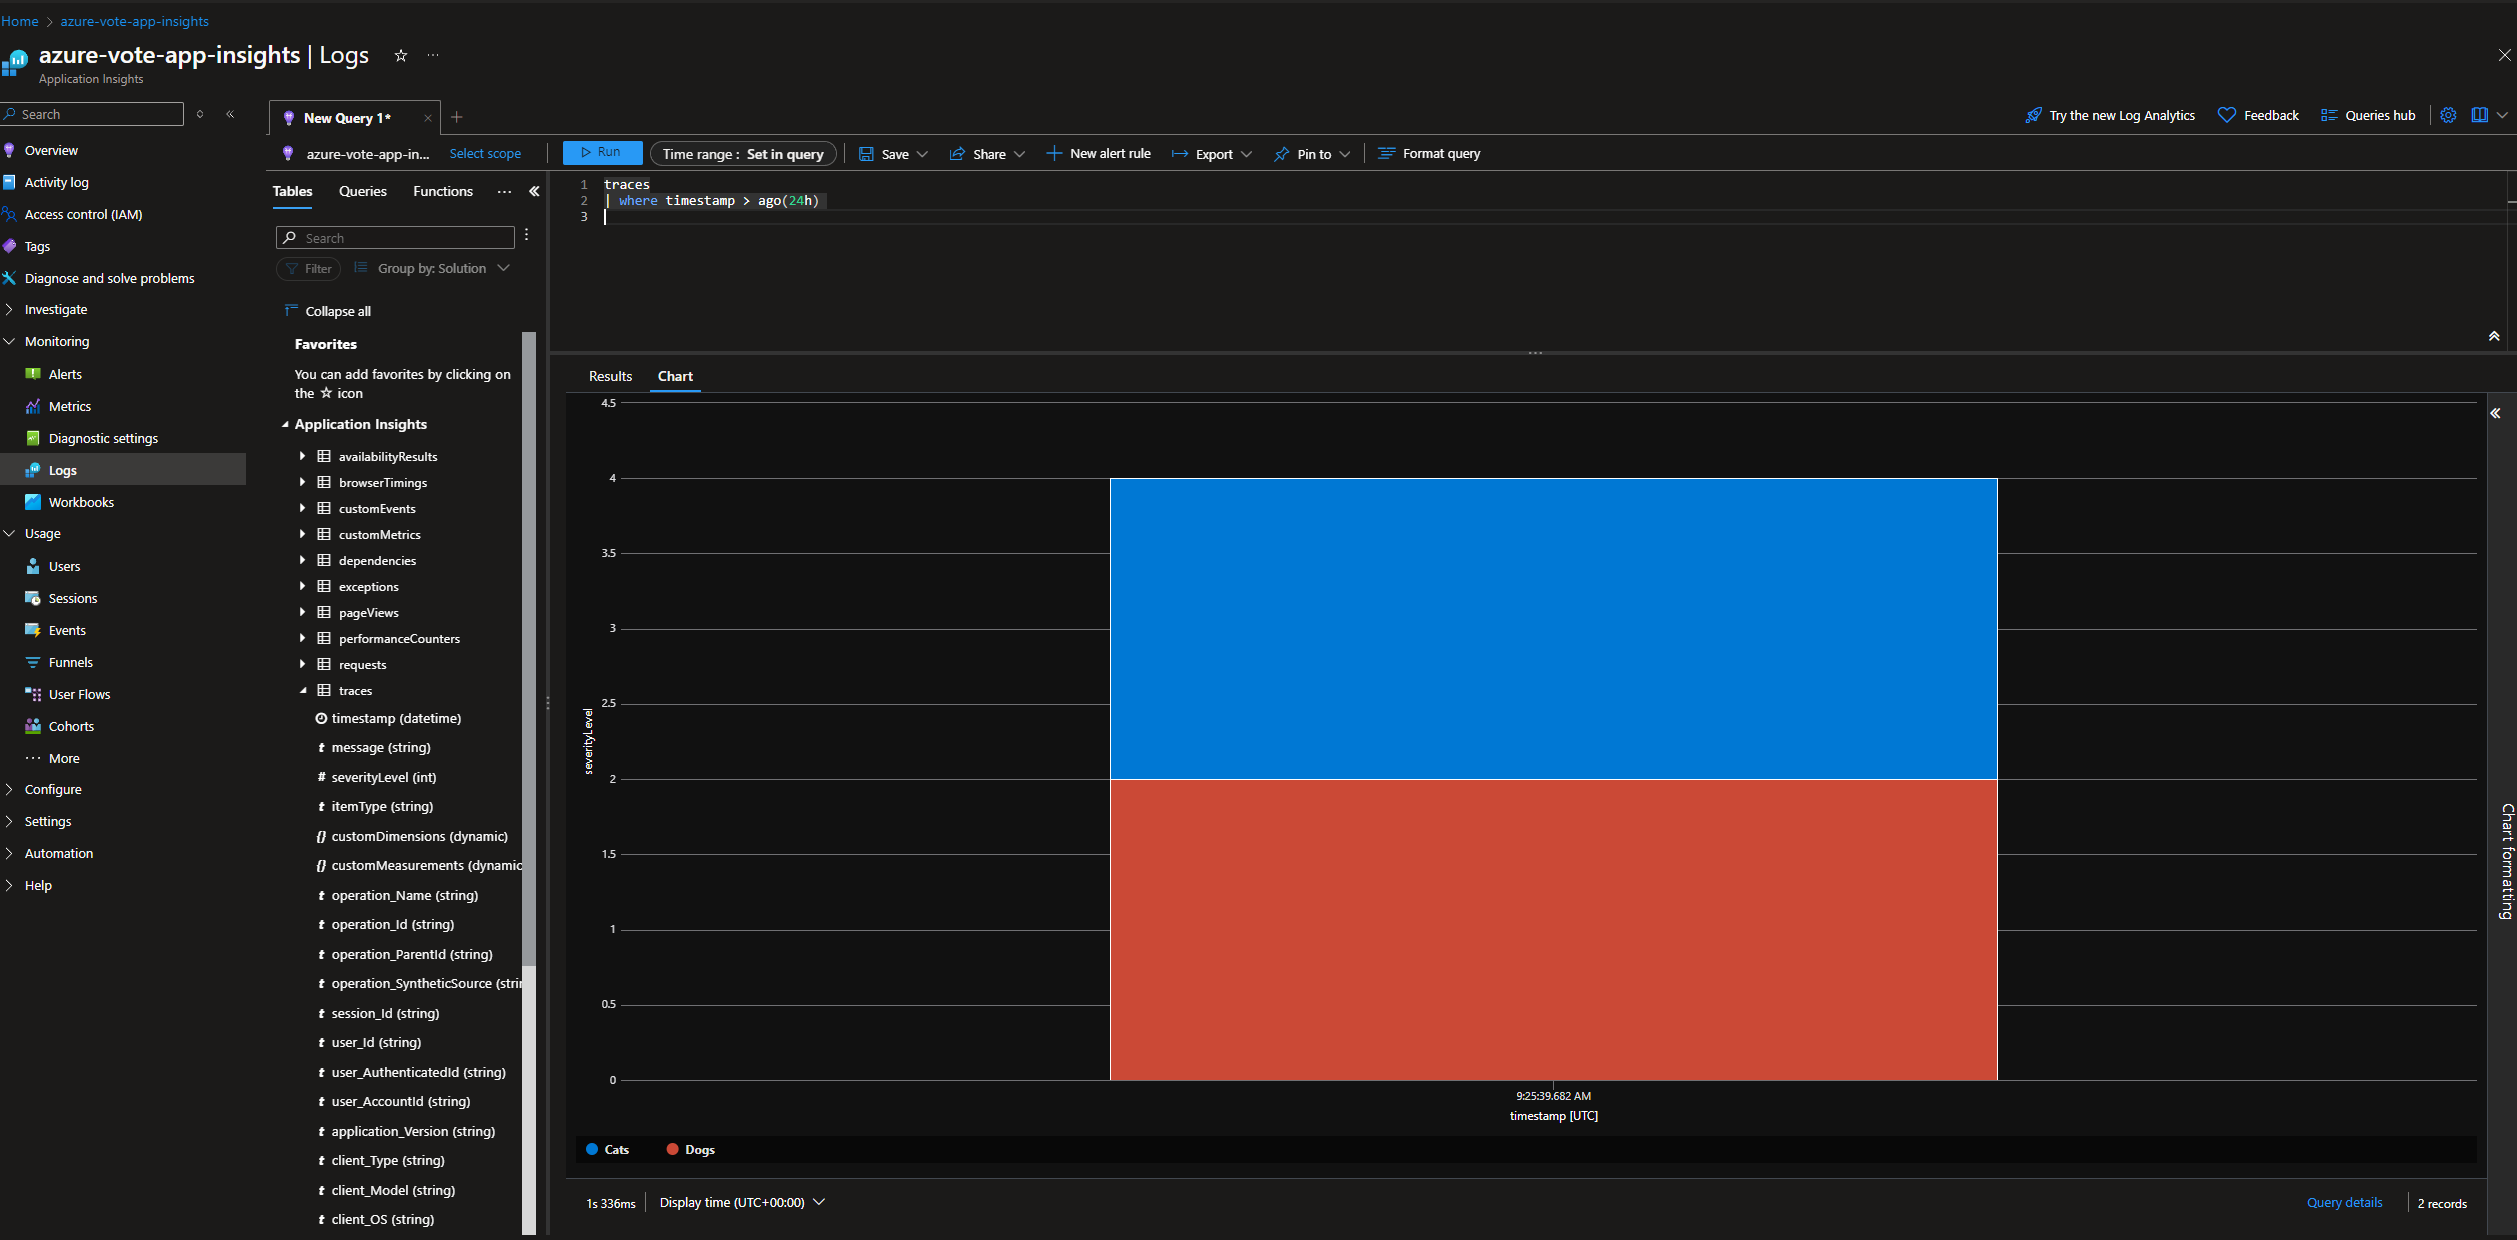 Home > azure-vote-app-insights
azure-vote-app-insights | Logs
Application Insights
Search
Overview
Activity log
Access control (IAM)
Tags
Diagnose and solve problems
Investigate
Monitoring
Alerts
Metrics
Diagnostic settings
Logs
Workbooks
Usage
Users
Sessions
Events
Funnels
User Flows
Cohorts
More
Configure
Settings
Automation
Help
New Query 1*
Try the new Log Analytics
Feedback
Queries hub
azure-vote-app-in...
Select scope
Run
Time range : Set in query
Save
Share
New alert rule
Export
Pin to
Format query
Tables
Queries
Functions
Search
Filter
Group by: Solution
Collapse all
Favorites
You can add favorites by clicking on
the ☆ icon
Application Insights
availabilityResults
browserTimings
customEvents
customMetrics
dependencies
exceptions
pageViews
performanceCounters
requests
traces
timestamp (datetime)
t message (string)
# severityLevel (int)
t itemType (string)
{} customDimensions (dynamic)
{} customMeasurements (dynamic
t operation_Name (string)
t operation_Id (string)
t operation_ParentId (string)
t operation_SyntheticSource (strin
t session_Id (string)
t user_Id (string)
t user_AuthenticatedId (string)
t user_AccountId (string)
t application_Version (string)
t client_Type (string)
t client_Model (string)
t client_OS (string)
1 traces
2 | where timestamp > ago(24h)
3
Results
Chart
4.5
4
3.5
3
2.5
2
1.5
1
0.5
0
severityLevel
9:25:39.682 AM
timestamp [UTC]
Cats
Dogs
Chart formatting
1s 336ms
Display time (UTC+00:00)
Query details
2 records